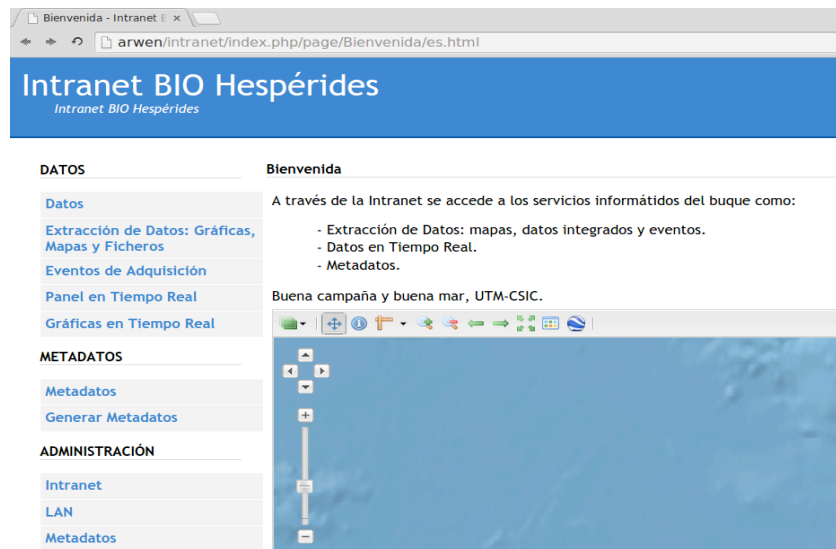 Bienvenida - Intranet E
arwen/intranet/index.php/page/Bienvenida/es.html
Intranet BIO Hespérides
Intranet BIO Hespérides
DATOS
Datos
Extracción de Datos: Gráficas,
Mapas y Ficheros
Eventos de Adquisición
Panel en Tiempo Real
Gráficas en Tiempo Real
METADATOS
Metadatos
Generar Metadatos
ADMINISTRACIÓN
Intranet
LAN
Metadatos
Bienvenida
A través de la Intranet se accede a los servicios informátidos del buque como:
- Extracción de Datos: mapas, datos integrados y eventos.
- Datos en Tiempo Real.
- Metadatos.
Buena campaña y buena mar, UTM-CSIC.